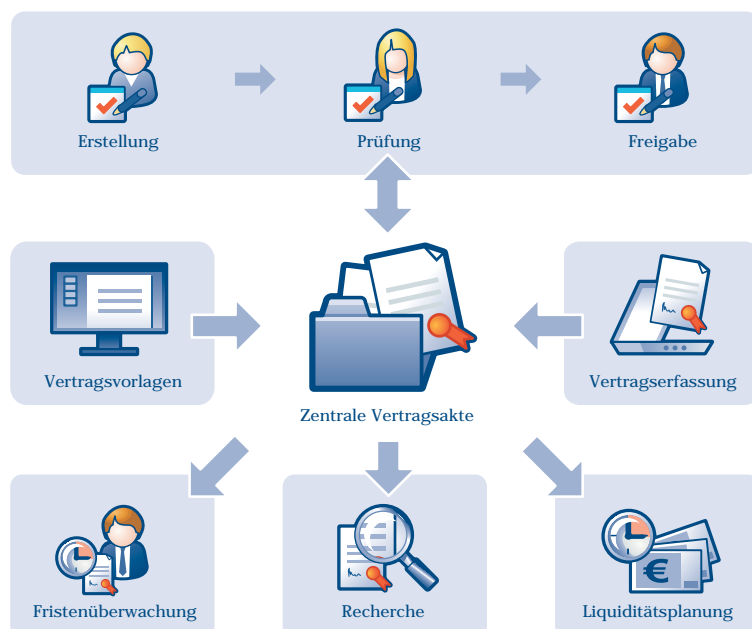 Erstellung
Prüfung
Freigabe
Vertragsvorlagen
Zentrale Vertragsakte
Vertragserfassung
Fristenüberwachung
Recherche
Liquiditätsplanung